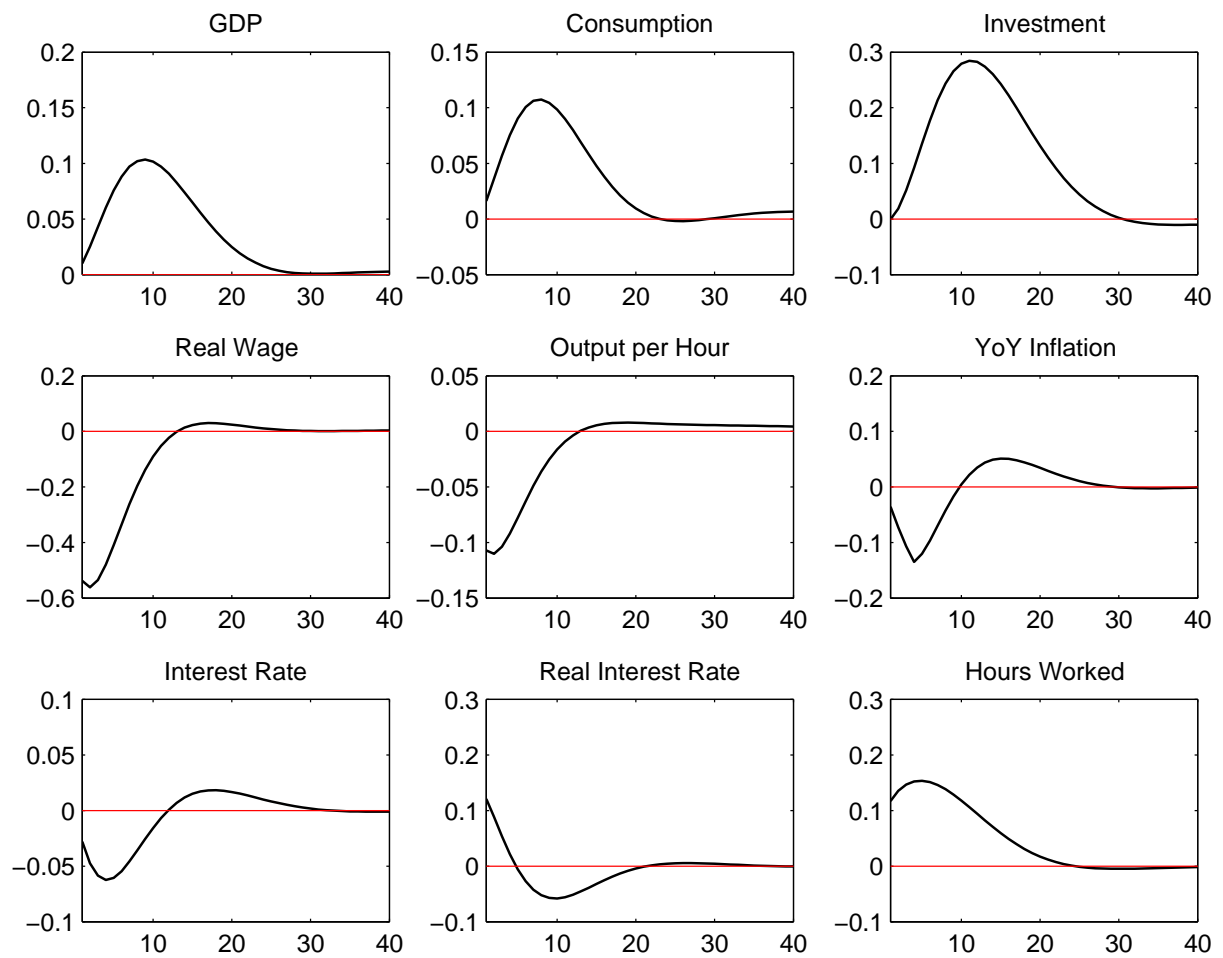 GDP
Consumption
Investment
0.2
0.15
0.1
0.05
0
10 20 30 40
0.15
0.1
0.05
0
−0.05
10 20 30 40
0.3
0.2
0.1
0
−0.1
10 20 30 40
Real Wage
Output per Hour
YoY Inflation
0.2
0
−0.2
−0.4
−0.6
10 20 30 40
0.05
0
−0.05
−0.1
−0.15
10 20 30 40
0.2
0.1
0
−0.1
−0.2
10 20 30 40
Interest Rate
Real Interest Rate
Hours Worked
0.1
0.05
0
−0.05
−0.1
10 20 30 40
0.3
0.2
0.1
0
−0.1
10 20 30 40
0.3
0.2
0.1
0
−0.1
10 20 30 40